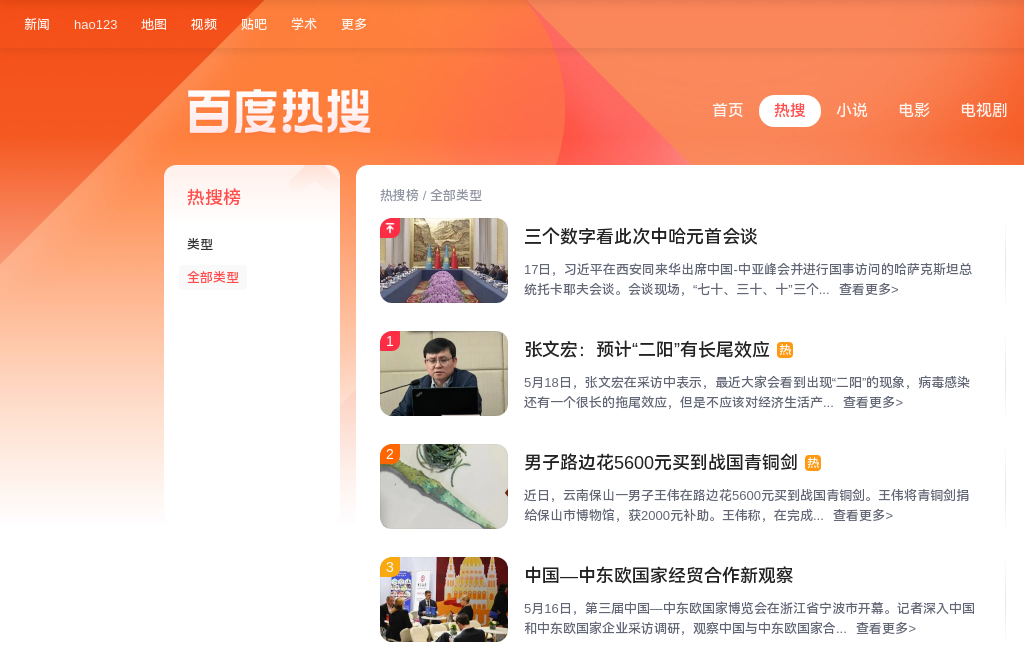 新闻 hao123 地图 视频 贴吧 学术 更多
百度热搜
首页 热搜 小说 电影 电视剧
热搜榜
类型
全部类型
热搜榜 / 全部类型
三个数字看此次中哈元首会谈
17日，习近平在西安同来华出席中国-中亚峰会并进行国事访问的哈萨克斯坦总
统托卡耶夫会谈。会谈现场，“七十、三十、十”三个... 查看更多>
1
张文宏：预计“二阳”有长尾效应 热
5月18日，张文宏在采访中表示，最近大家会看到出现“二阳”的现象，病毒感染
还有一个很长的拖尾效应，但是不应该对经济生活产... 查看更多>
2
男子路边花5600元买到战国青铜剑 热
近日，云南保山一男子王伟在路边花5600元买到战国青铜剑。王伟将青铜剑捐
给保山市博物馆，获2000元补助。王伟称，在完成... 查看更多>
3
中国—中东欧国家经贸合作新观察
5月16日，第三届中国—中东欧国家博览会在浙江省宁波市开幕。记者深入中国
和中东欧国家企业采访调研，观察中国与中东欧国家合... 查看更多>